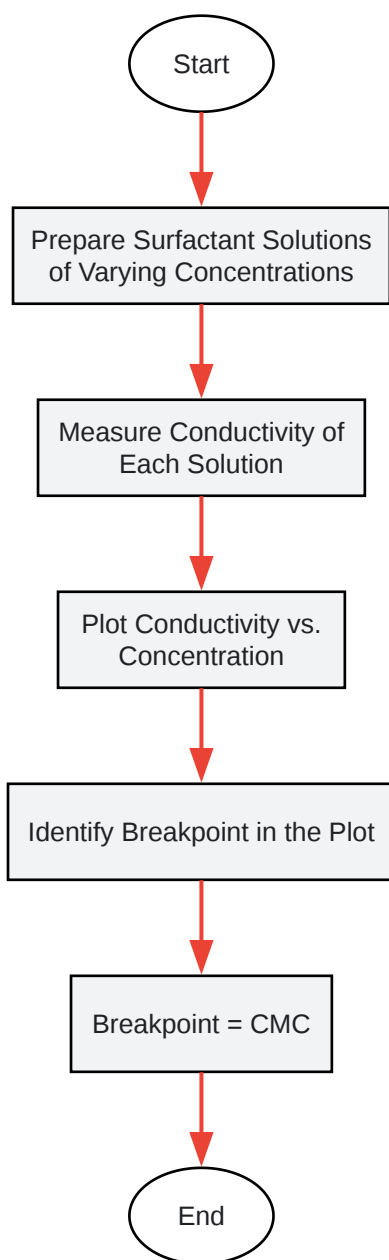 Start
Prepare Surfactant Solutions
of Varying Concentrations
Measure Conductivity of
Each Solution
Plot Conductivity vs.
Concentration
Identify Breakpoint in the Plot
Breakpoint = CMC
End